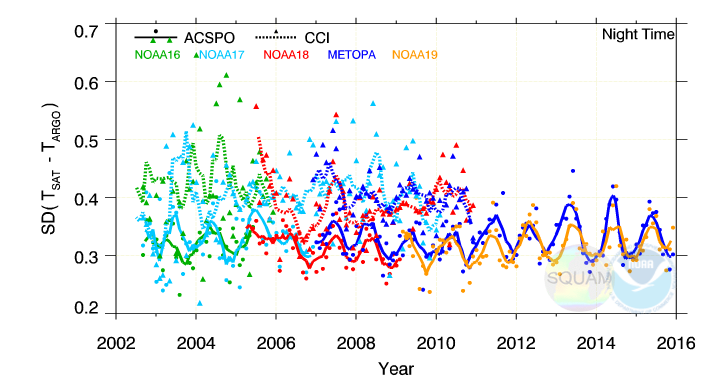 0.7
0.6
0.5
0.4
0.3
0.2
SD( TSAT - TARGO)
ACSPO CCI Night Time
NOAA16 NOAA17 NOAA18 METOPA NOAA19
SQUAM NOAA
2002 2004 2006 2008 2010 2012 2014 2016
Year